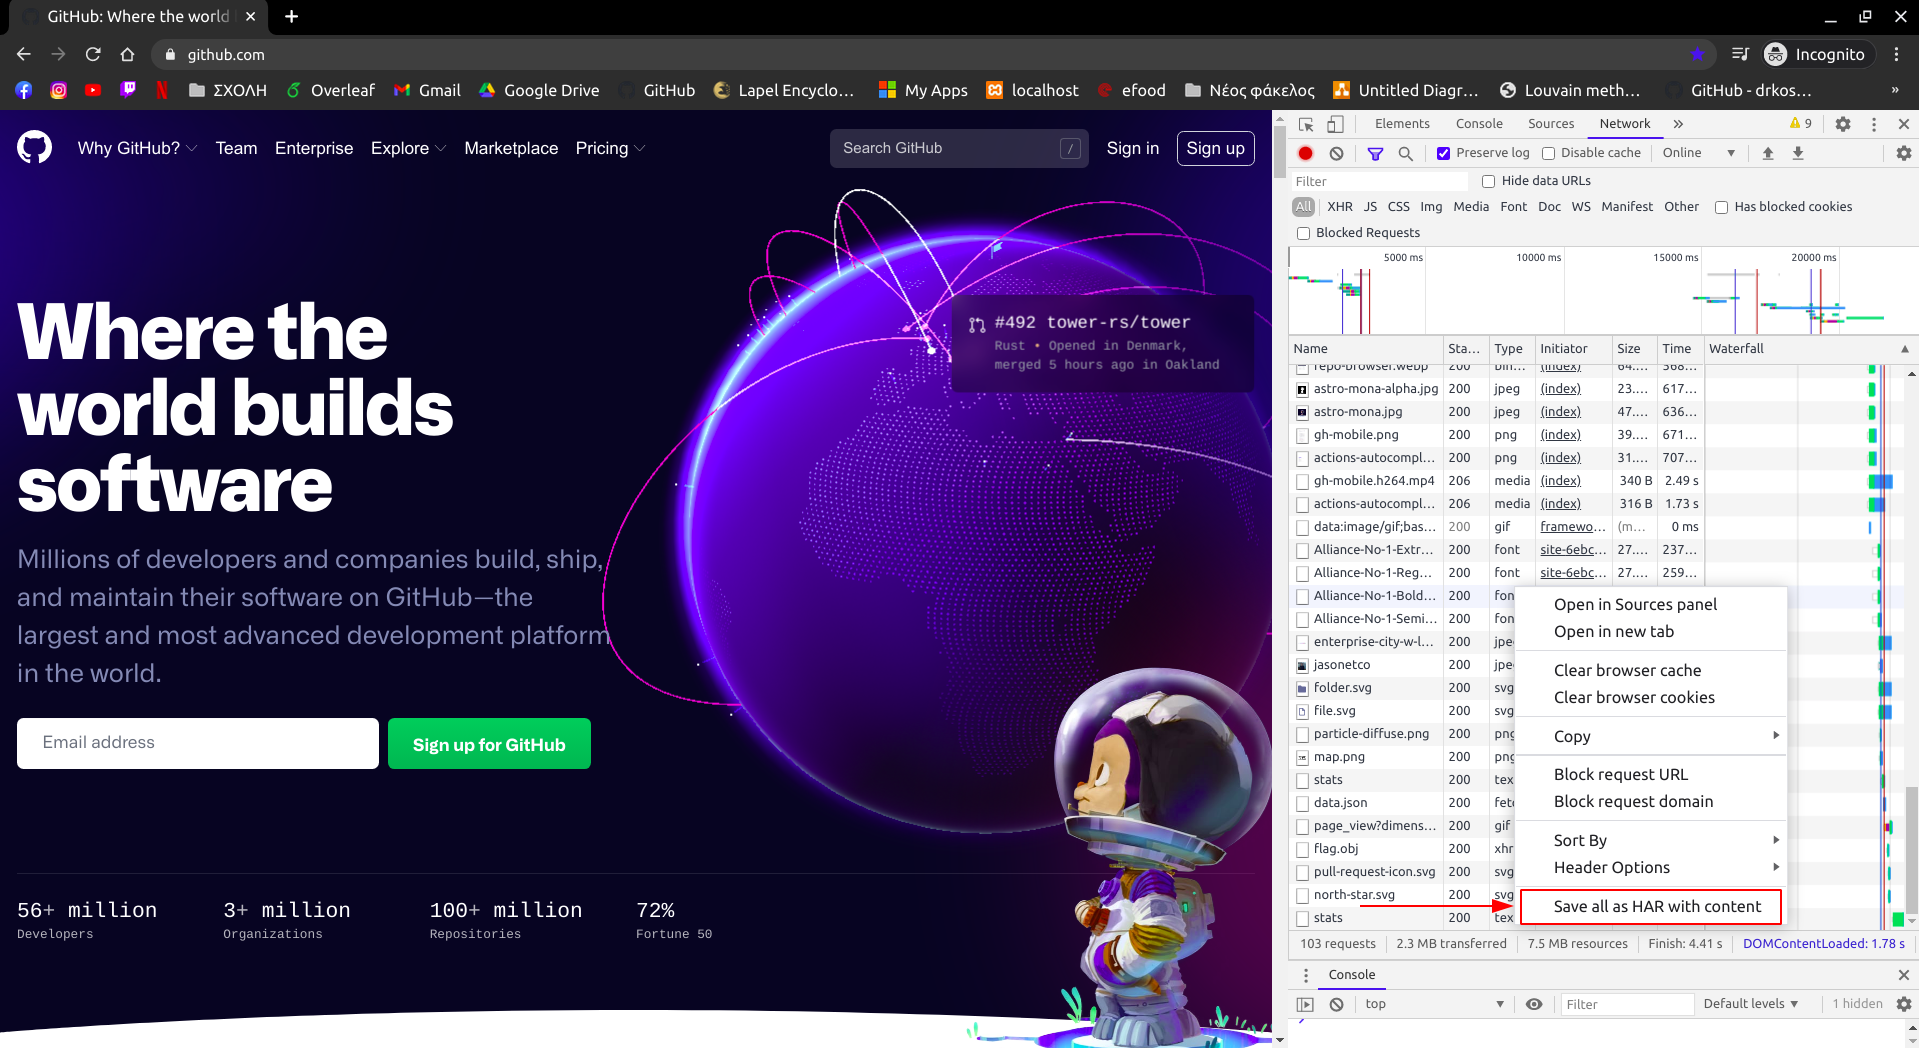 GitHub: Where the world
github.com
Incognito
ΣΧΟΛΗ
Overleaf
Gmail
Google Drive
GitHub
Lapel Encyclo...
My Apps
localhost
efood
Νέος φάκελος
Untitled Diagr...
Louvain meth...
GitHub - drkos...
»
Why GitHub?
Team
Enterprise
Explore
Marketplace
Pricing
Search GitHub
/
Sign in
Sign up
Where the
world builds
software
Millions of developers and companies build, ship,
and maintain their software on GitHub—the
largest and most advanced development platform
in the world.
Email address
Sign up for GitHub
#492 tower-rs/tower
Rust • Opened in Denmark,
merged 5 hours ago in Oakland
56+ million
Developers
3+ million
Organizations
100+ million
Repositories
72%
Fortune 50
Elements Console Sources Network » 9
Preserve log Disable cache Online
Filter Hide data URLs
All XHR JS CSS Img Media Font Doc WS Manifest Other Has blocked cookies
Blocked Requests
5000 ms 10000 ms 15000 ms 20000 ms
Name Sta... Type Initiator Size Time Waterfall
repo-browser.webp 200 bin... (index) 64.... 568...
astro-mona-alpha.jpg 200 jpeg (index) 23.... 617...
astro-mona.jpg 200 jpeg (index) 47.... 636...
gh-mobile.png 200 png (index) 39.... 671...
actions-autocompl... 200 png (index) 31.... 707...
gh-mobile.h264.mp4 206 media (index) 340 B 2.49 s
actions-autocompl... 206 media (index) 316 B 1.73 s
data:image/gif;bas... 200 gif framewo... (m... 0 ms
Alliance-No-1-Extr... 200 font site-6ebc... 27.... 237...
Alliance-No-1-Reg... 200 font site-6ebc... 27.... 259...
Alliance-No-1-Bold... 200 fon
Alliance-No-1-Semi... 200 fon
enterprise-city-w-l... 200 jpe
jasonetco 200 jpe
folder.svg 200 svg
file.svg 200 svg
particle-diffuse.png 200 png
map.png 200 png
stats 200 tex
data.json 200 fetc
page_view?dimens... 200 gif
flag.obj 200 xhr
pull-request-icon.svg 200 svg
north-star.svg 200 svg
stats 200 tex
Open in Sources panel
Open in new tab
Clear browser cache
Clear browser cookies
Copy
Block request URL
Block request domain
Sort By
Header Options
Save all as HAR with content
103 requests 2.3 MB transferred 7.5 MB resources Finish: 4.41 s DOMContentLoaded: 1.78 s
Console
top Filter Default levels 1 hidden